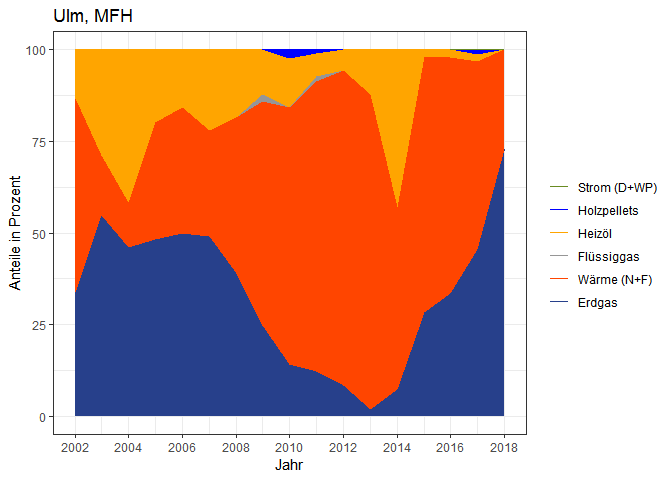 Ulm, MFH
Anteile in Prozent
100
75
50
25
0
2002 2004 2006 2008 2010 2012 2014 2016 2018
Jahr
Strom (D+WP)
Holzpellets
Heizöl
Flüssiggas
Wärme (N+F)
Erdgas